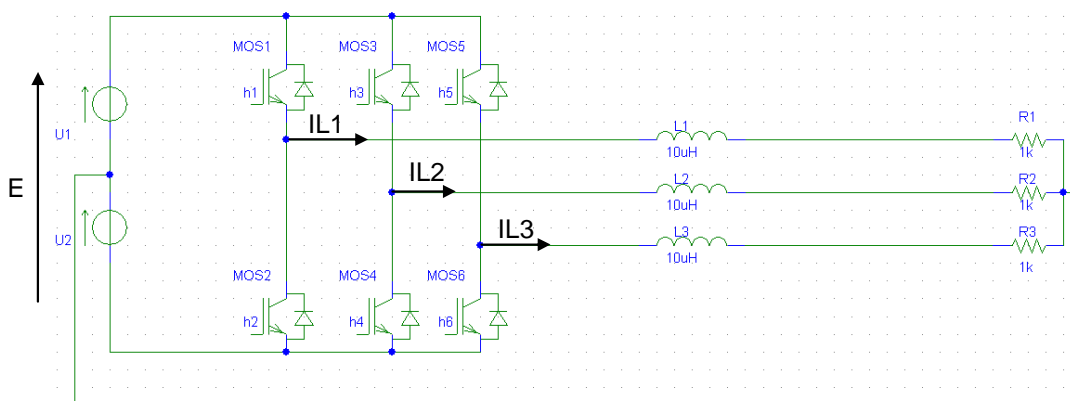 MOS1 MOS3 MOS5
h1 h3 h5
R1
IL1 L1
U1
10uH 1k
IL2 L2 R2
E
10uH 1k
IL3 L3 R3
U2
10uH
1k
MOS2 MOS4 MOS6
h2 h4 h6